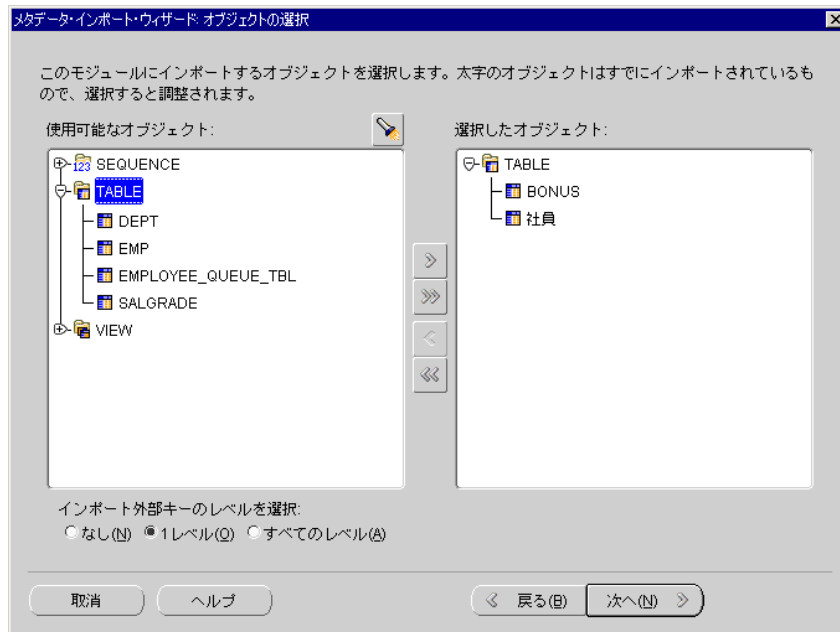 メタデータ・インポート・ウィザード: オブジェクトの選択
このモジュールにインポートするオブジェクトを選択します。太字のオブジェクトはすでにインポートされているも
ので、選択すると調整されます。
使用可能なオブジェクト:
SEQUENCE
TABLE
DEPT
EMP
EMPLOYEE_QUEUE_TBL
SALGRADE
VIEW
選択したオブジェクト:
TABLE
BONUS
社員
インポート外部キーのレベルを選択:
なし(N) 1レベル(O) すべてのレベル(A)
取消 ヘルプ 戻る(B) 次へ(N)